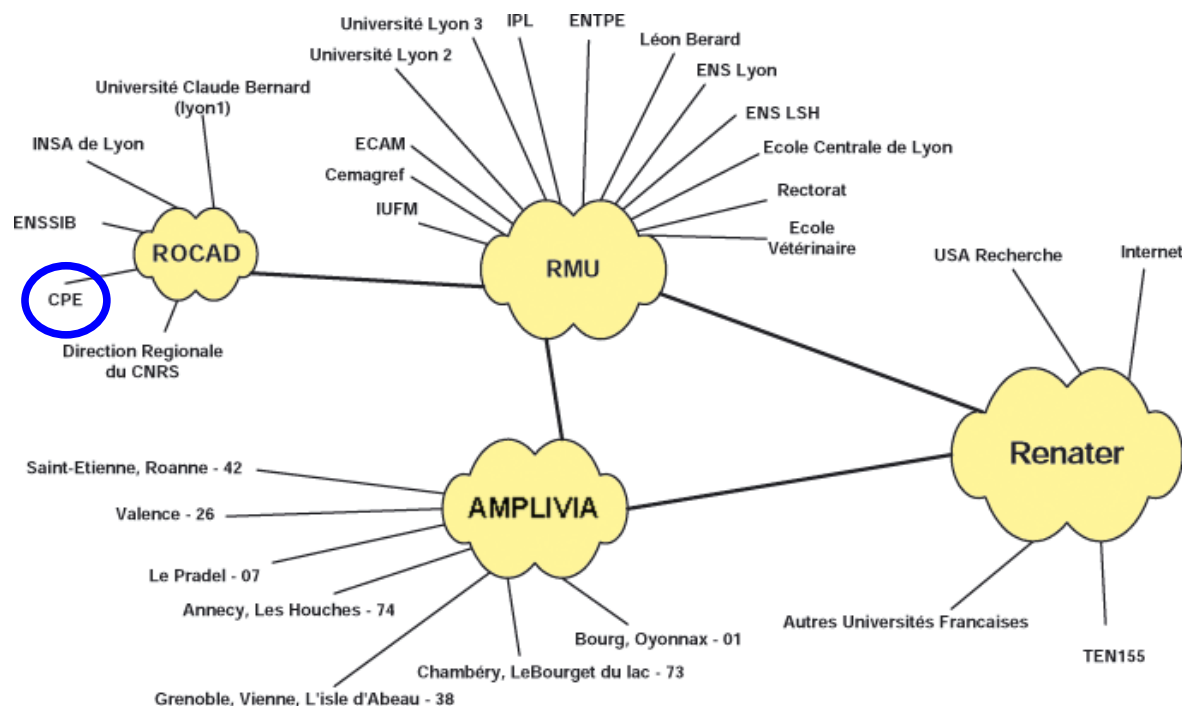 Université Lyon 3
IPL
ENTPE
Léon Berard
Université Lyon 2
ENS Lyon
Université Claude Bernard
(lyon1)
ENS LSH
INSA de Lyon
ECAM
Ecole Centrale de Lyon
Cemagref
Rectorat
IUFM
Ecole
Vétérinaire
ENSSIB
ROCAD
RMU
USA Recherche
Internet
CPE
Direction Regionale
du CNRS
Renater
Saint-Etienne, Roanne - 42
AMPLIVIA
Valence - 26
Le Pradel - 07
Annecy, Les Houches - 74
Autres Universités Francaises
Bourg, Oyonnax - 01
TEN155
Chambéry, LeBourget du lac - 73
Grenoble, Vienne, L'isle d'Abeau - 38